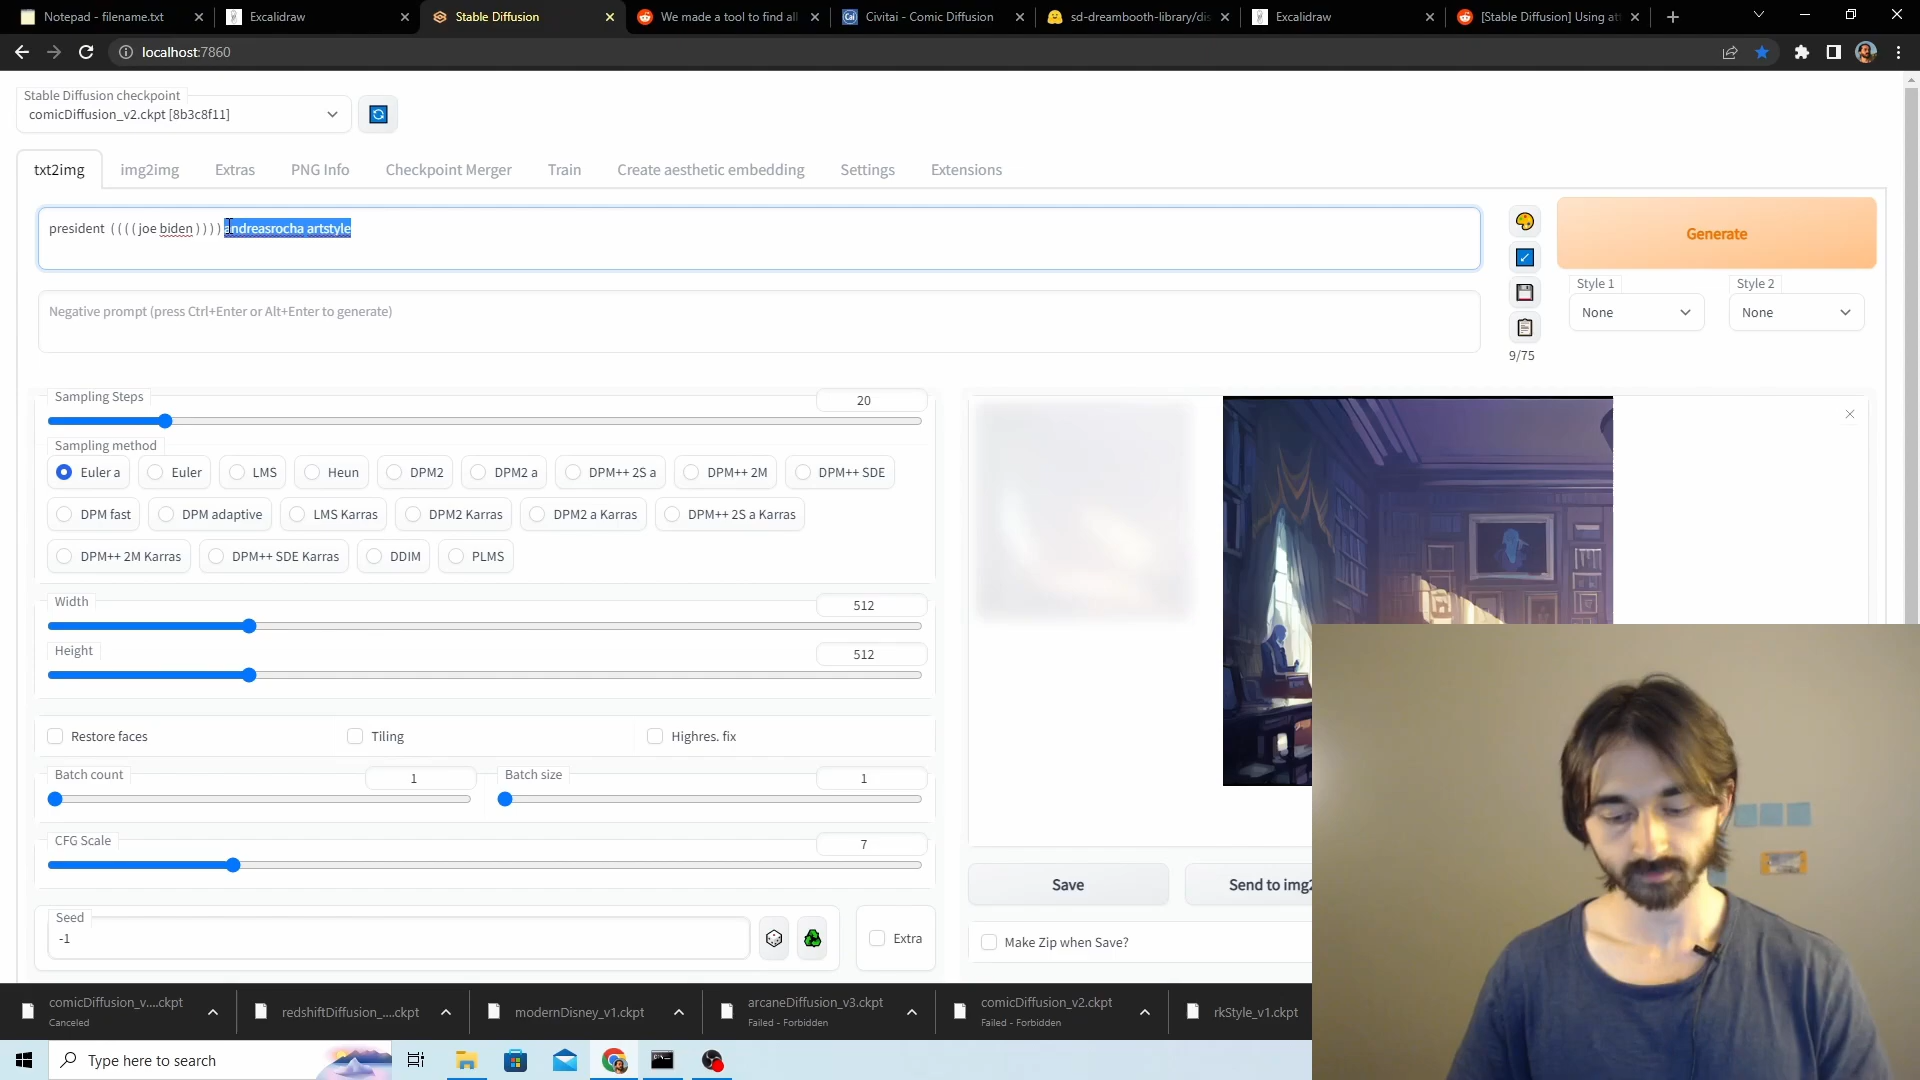 Notepad - filename.txt
Excalidraw
Stable Diffusion
We made a tool to find all
Cai
Civitai - Comic Diffusion
sd-dreambooth-library/dis
Excalidraw
[Stable Diffusion] Using at
localhost:7860
Stable Diffusion checkpoint
comicDiffusion_v2.ckpt [8b3c8f11]
txt2img
img2img
Extras
PNG Info
Checkpoint Merger
Train
Create aesthetic embedding
Settings
Extensions
president ((((joe biden)))) andreasrocha artstyle
Generate
Style 1
Style 2
None
None
Negative prompt (press Ctrl+Enter or Alt+Enter to generate)
9/75
Sampling Steps
20
Sampling method
Euler a
Euler
LMS
Heun
DPM2
DPM2 a
DPM++ 2S a
DPM++ 2M
DPM++ SDE
DPM fast
DPM adaptive
LMS Karras
DPM2 Karras
DPM2 a Karras
DPM++ 2S a Karras
DPM++ 2M Karras
DPM++ SDE Karras
DDIM
PLMS
Width
512
Height
512
Restore faces
Tiling
Highres. fix
Batch count
1
Batch size
1
CFG Scale
7
Seed
-1
Extra
Save
Send to img2
Make Zip when Save?
comicDiffusion_v....ckpt
Canceled
redshiftDiffusion_....ckpt
modernDisney_v1.ckpt
arcaneDiffusion_v3.ckpt
Failed - Forbidden
comicDiffusion_v2.ckpt
Failed - Forbidden
rkStyle_v1.ckpt
Type here to search